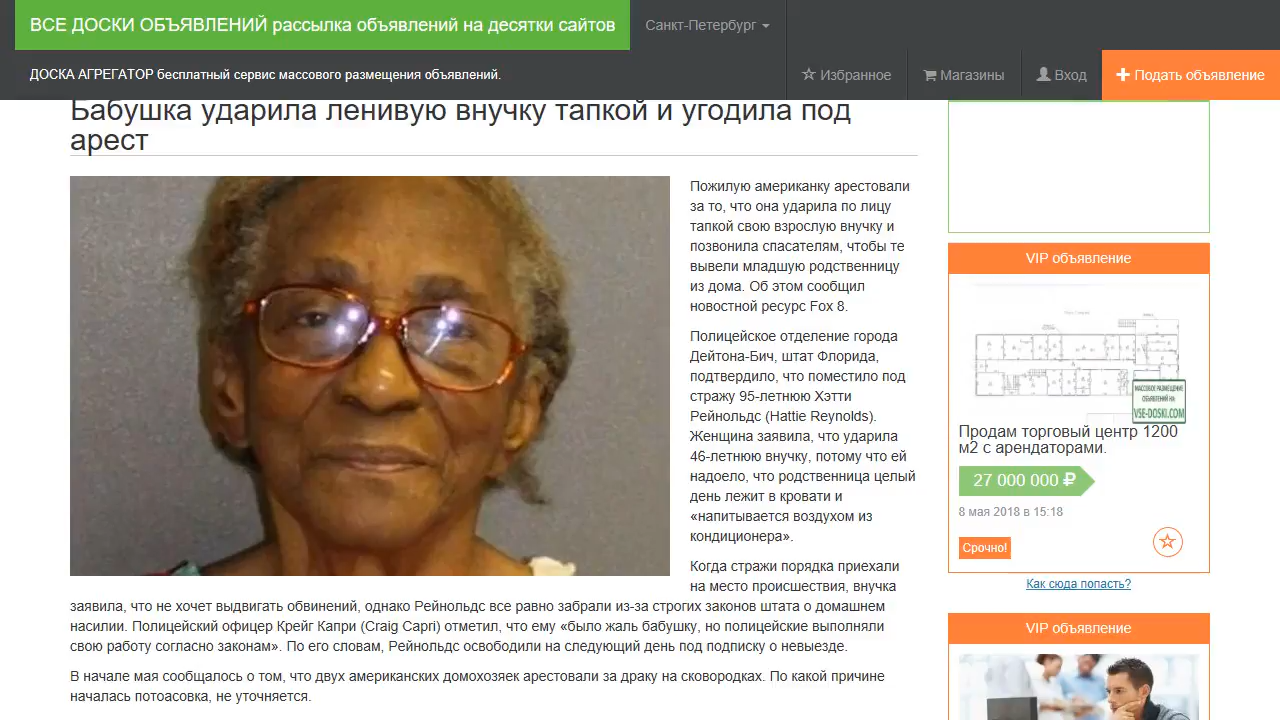 ВСЕ ДОСКИ ОБЪЯВЛЕНИЙ рассылка объявлений на десятки сайтов
Санкт-Петербург
ДОСКА АГРЕГАТОР бесплатный сервис массового размещения объявлений.
Избранное
Магазины
Вход
Подать объявление
Бабушка ударила ленивую внучку тапкой и угодила под
арест
Пожилую американку арестовали
за то, что она ударила по лицу
тапкой свою взрослую внучку и
позвонила спасателям, чтобы те
вывели младшую родственницу
из дома. Об этом сообщил
новостной ресурс Fox 8.
Полицейское отделение города
Дейтона-Бич, штат Флорида,
подтвердило, что поместило под
стражу 95-летнюю Хэтти
Рейнольдс (Hattie Reynolds).
Женщина заявила, что ударила
46-летнюю внучку, потому что ей
надоело, что родственница целый
день лежит в кровати и
«напитывается воздухом из
кондиционера».
Когда стражи порядка приехали
на место происшествия, внучка
заявила, что не хочет выдвигать обвинений, однако Рейнольдс все равно забрали из-за строгих законов штата о домашнем
насилии. Полицейский офицер Крейг Капри (Craig Capri) отметил, что ему «было жаль бабушку, но полицейские выполняли
свою работу согласно законам». По его словам, Рейнольдс освободили на следующий день под подписку о невыезде.
В начале мая сообщалось о том, что двух американских домохозяек арестовали за драку на сковородках. По какой причине
началась потоасовка, не уточняется.
VIP объявление
МАССОВОЕ РАЗМЕЩЕНИЕ
ОБЪЯВЛЕНИЙ НА:
VSE-DOSKI.COM
Продам торговый центр 1200
м2 с арендаторами.
27 000 000 ₽
8 мая 2018 в 15:18
Срочно!
Как сюда попасть?
VIP объявление